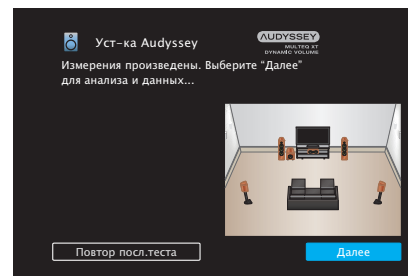 Уст-ка Audyssey
AUDYSSEY
MULTEQ XT
DYNAMIC VOLUME
Измерения произведены. Выберите “Далее”
для анализа и данных...
Повтор посл.теста
Далее